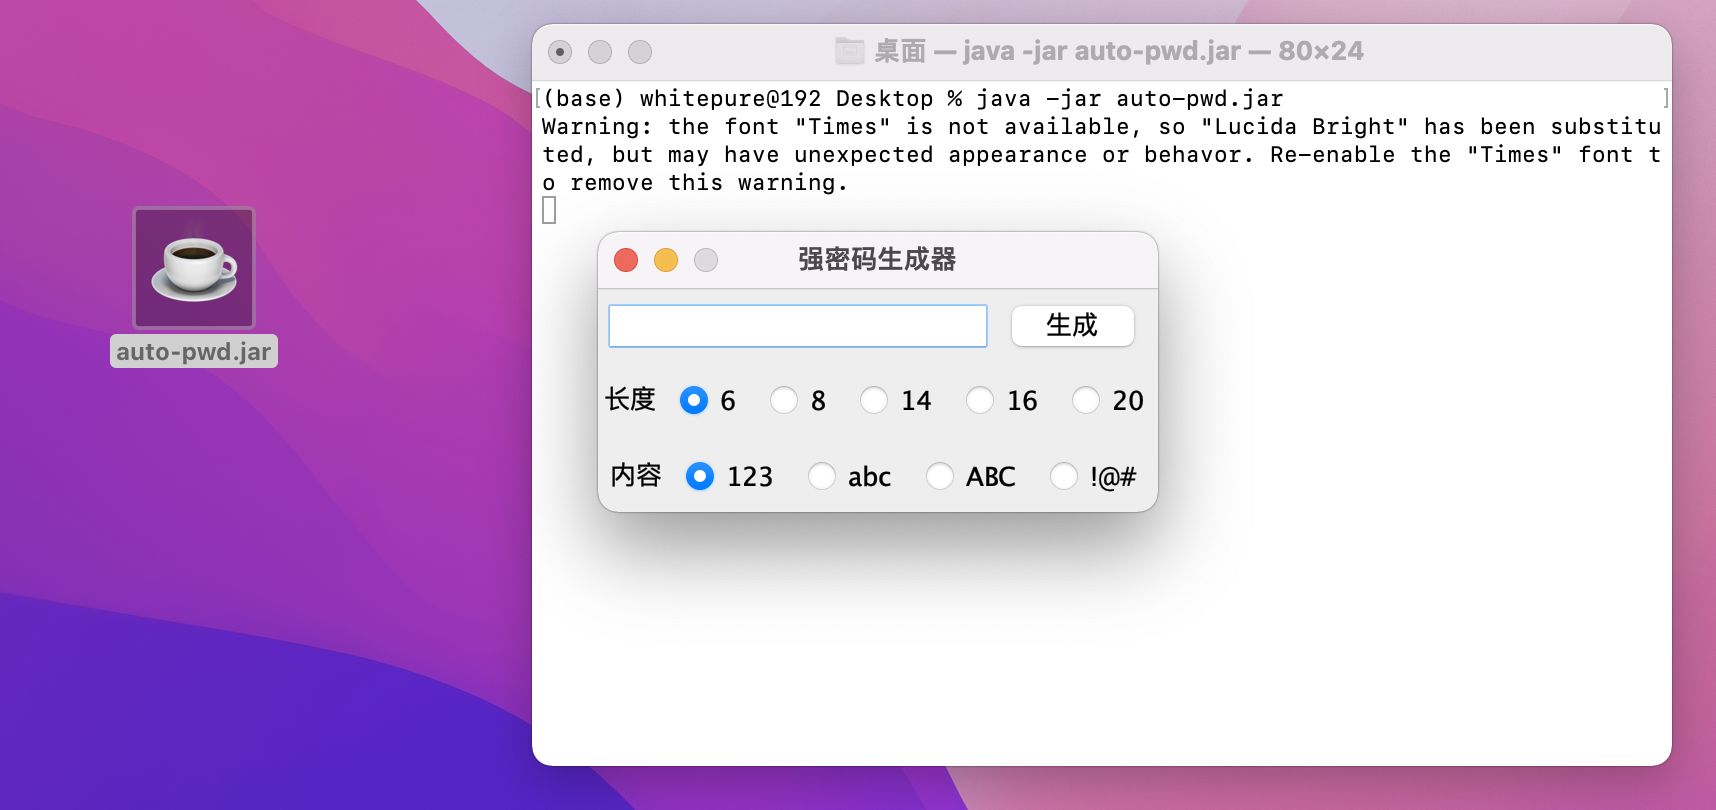 桌面 — java -jar auto-pwd.jar — 80×24
(base) whitepure@192 Desktop % java -jar auto-pwd.jar
Warning: the font "Times" is not available, so "Lucida Bright" has been substitu
ted, but may have unexpected appearance or behavor. Re-enable the "Times" font t
o remove this warning.
auto-pwd.jar
强密码生成器
生成
长度 6 8 14 16 20
内容 123 abc ABC !@#